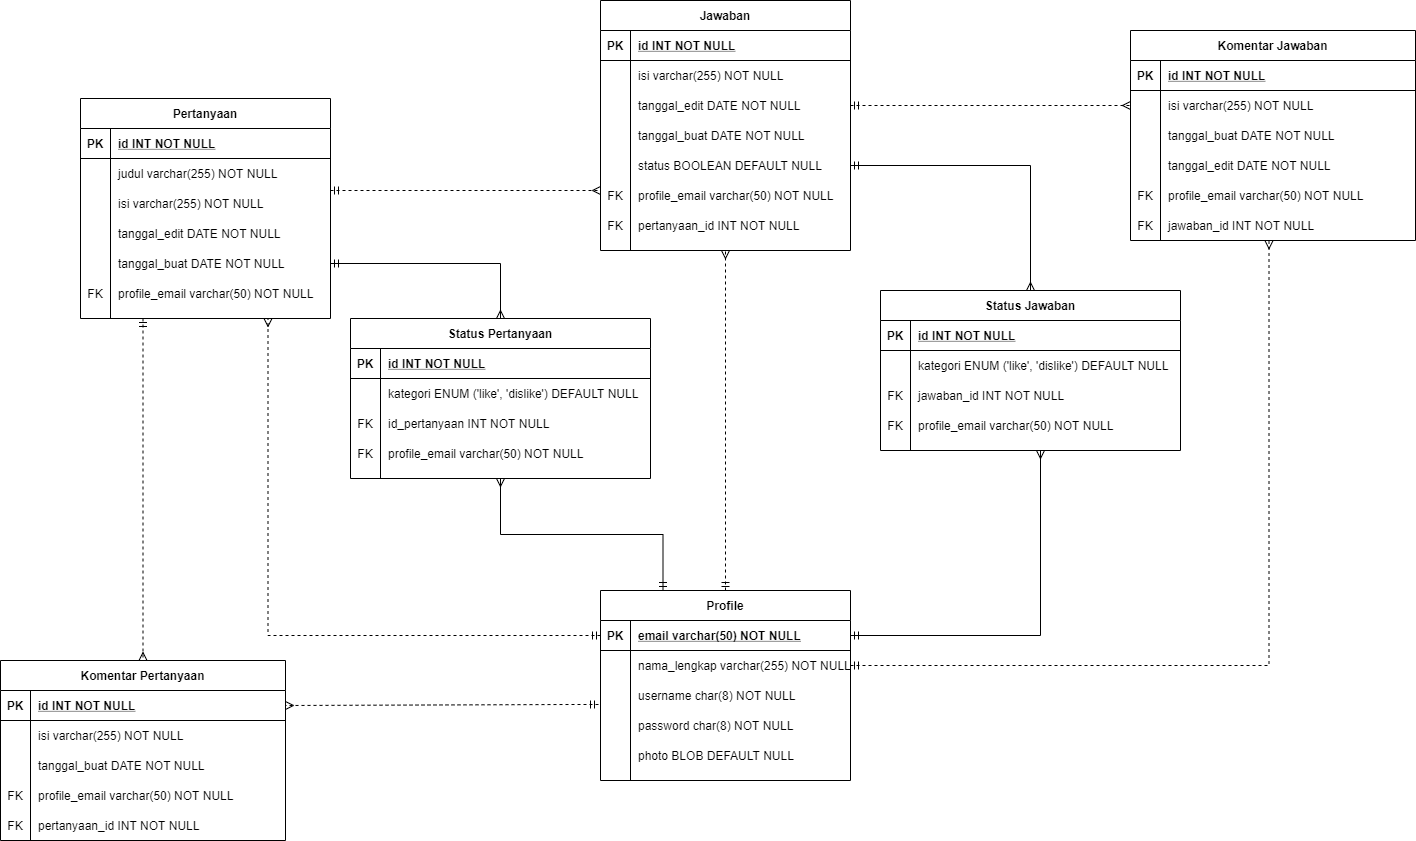 Jawaban
PK id INT NOT NULL
isi varchar(255) NOT NULL
tanggal_edit DATE NOT NULL
tanggal_buat DATE NOT NULL
status BOOLEAN DEFAULT NULL
FK profile_email varchar(50) NOT NULL
FK pertanyaan_id INT NOT NULL
Komentar Jawaban
PK id INT NOT NULL
isi varchar(255) NOT NULL
tanggal_buat DATE NOT NULL
tanggal_edit DATE NOT NULL
FK profile_email varchar(50) NOT NULL
FK jawaban_id INT NOT NULL
Pertanyaan
PK id INT NOT NULL
judul varchar(255) NOT NULL
isi varchar(255) NOT NULL
tanggal_edit DATE NOT NULL
tanggal_buat DATE NOT NULL
FK profile_email varchar(50) NOT NULL
Status Pertanyaan
PK id INT NOT NULL
kategori ENUM ('like', 'dislike') DEFAULT NULL
FK id_pertanyaan INT NOT NULL
FK profile_email varchar(50) NOT NULL
Status Jawaban
PK id INT NOT NULL
kategori ENUM ('like', 'dislike') DEFAULT NULL
FK jawaban_id INT NOT NULL
FK profile_email varchar(50) NOT NULL
Profile
PK email varchar(50) NOT NULL
nama_lengkap varchar(255) NOT NULL
username char(8) NOT NULL
password char(8) NOT NULL
photo BLOB DEFAULT NULL
Komentar Pertanyaan
PK id INT NOT NULL
isi varchar(255) NOT NULL
tanggal_buat DATE NOT NULL
FK profile_email varchar(50) NOT NULL
FK pertanyaan_id INT NOT NULL